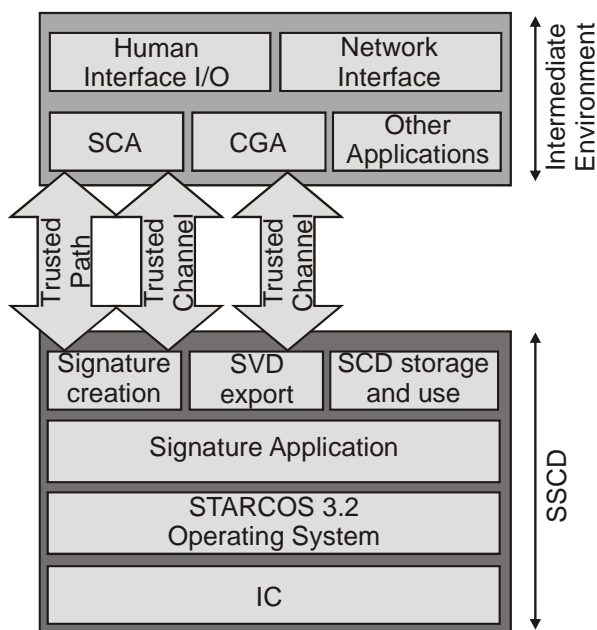 Human
Interface I/O
Network
Interface
SCA
CGA
Other
Applications
Intermediate
Environment
Trusted
Path
Trusted
Channel
Trusted
Channel
Signature
creation
SVD
export
SCD storage
and use
Signature Application
STARCOS 3.2
Operating System
IC
SSCD